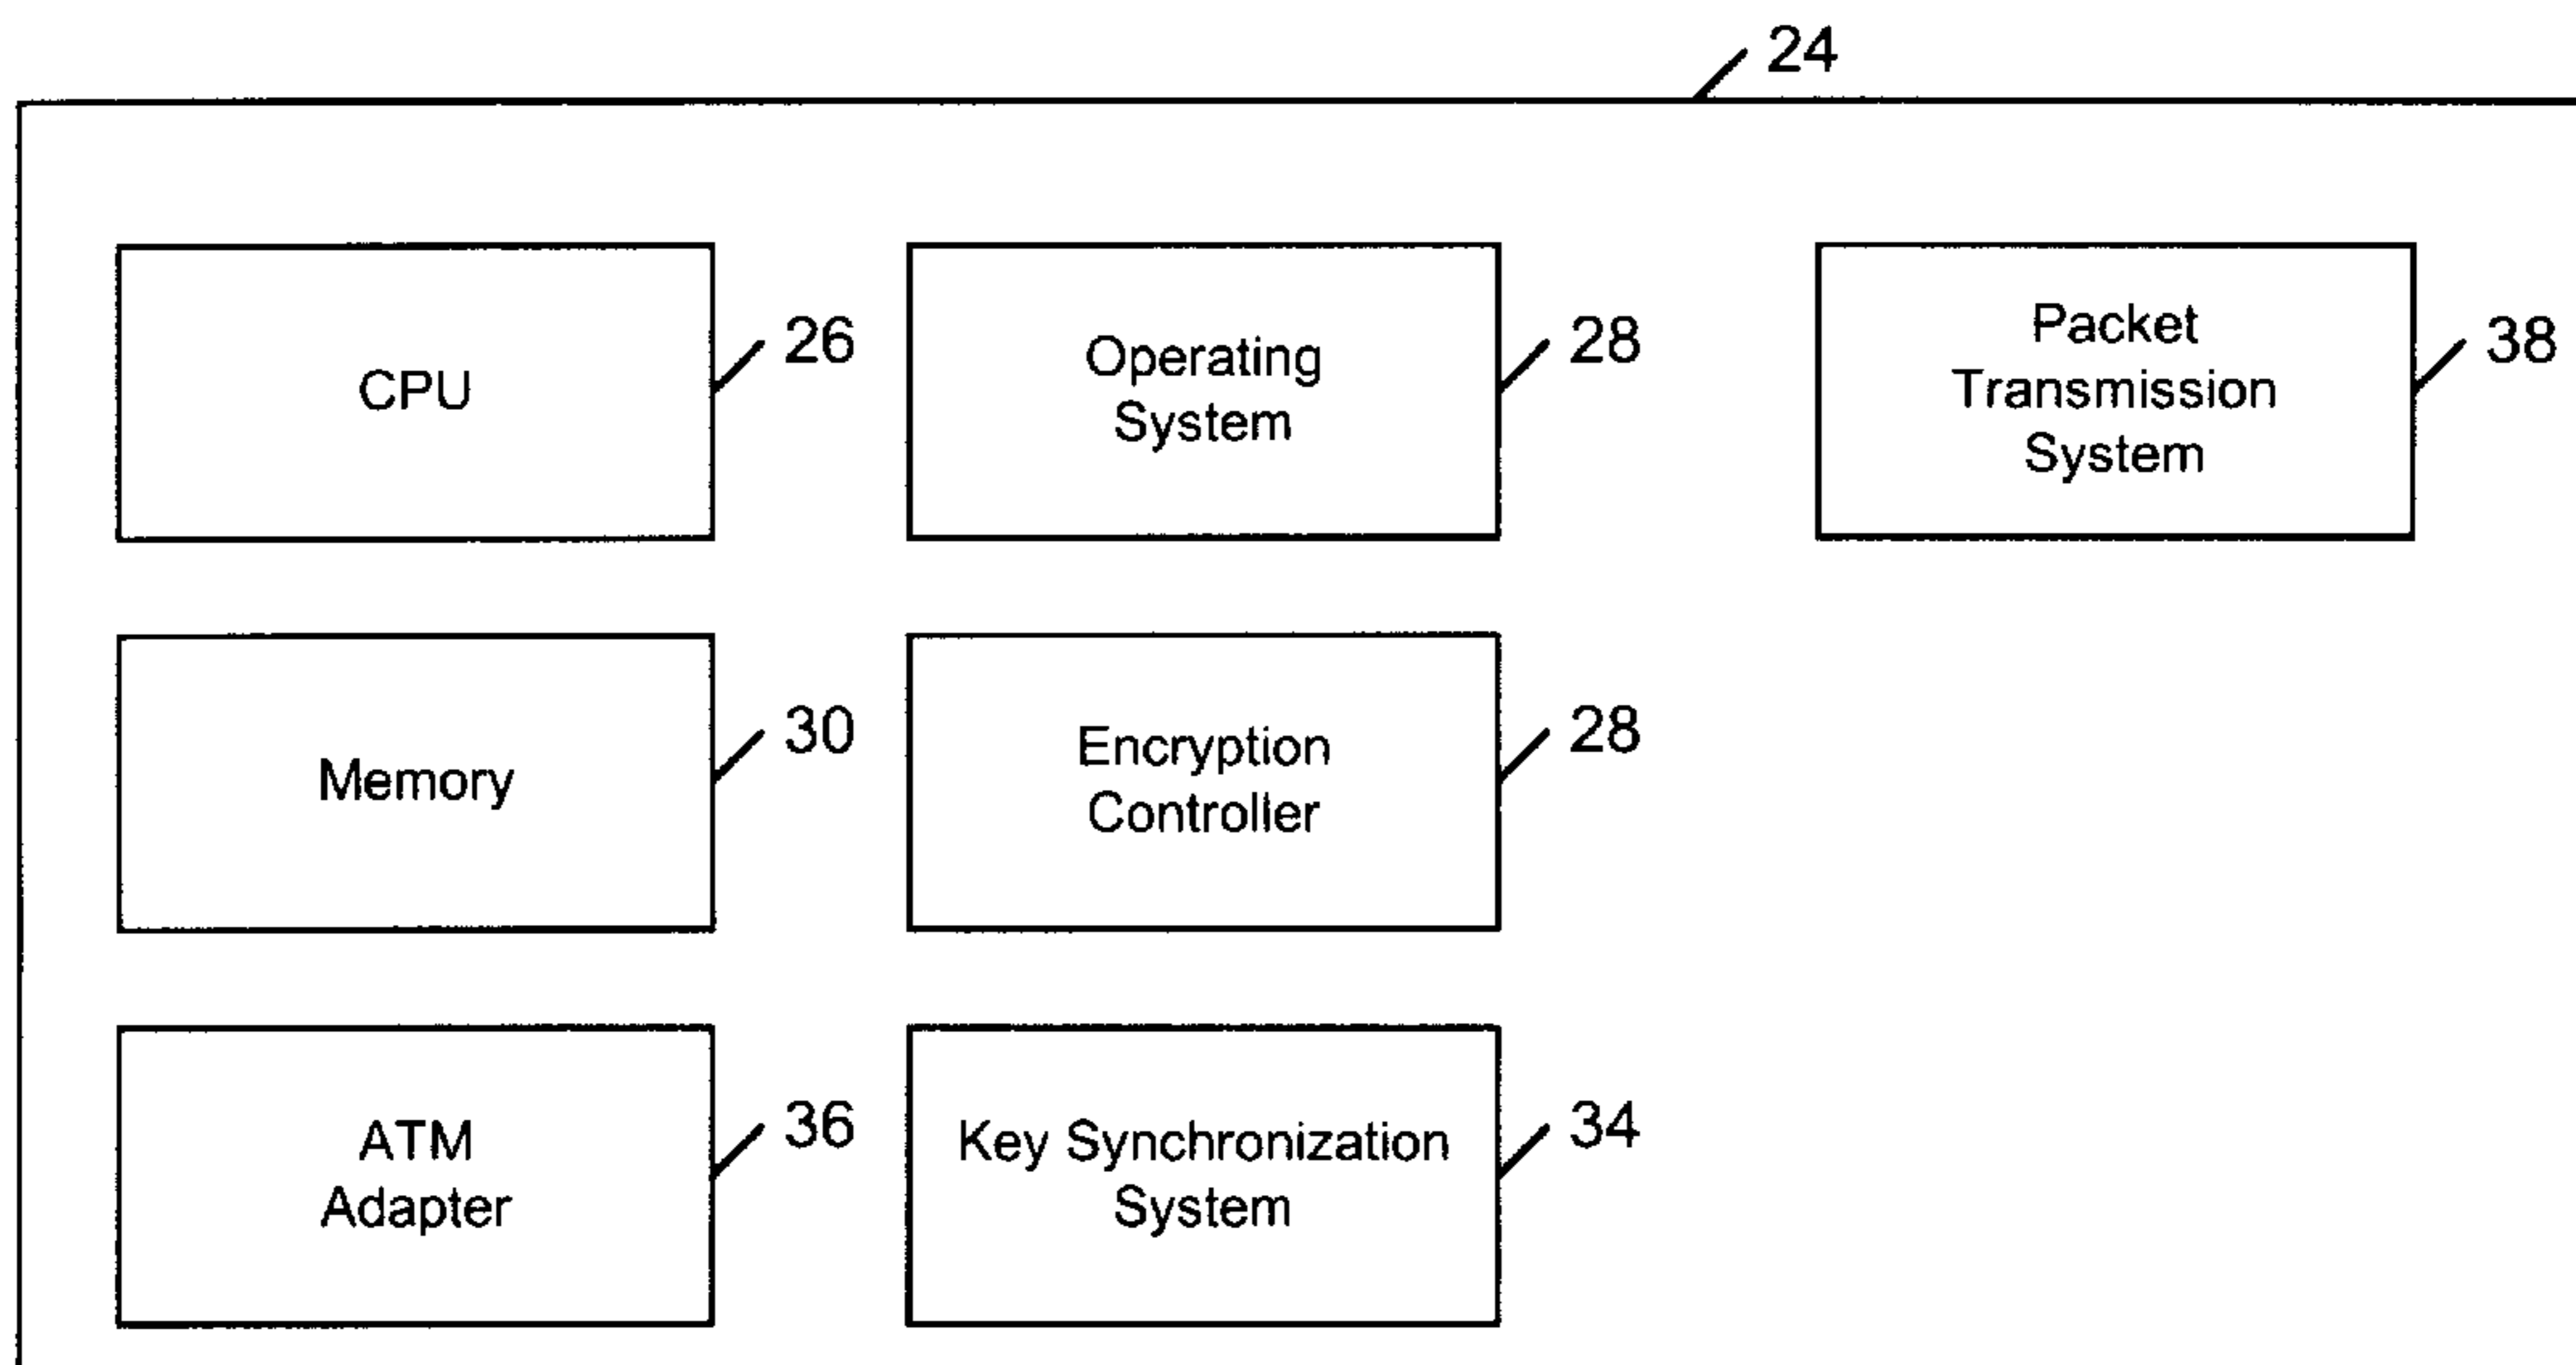 24
CPU
26
Operating
System
28
Packet
Transmission
System
38
Memory
30
Encryption
Controller
28
ATM
Adapter
36
Key Synchronization
System
34